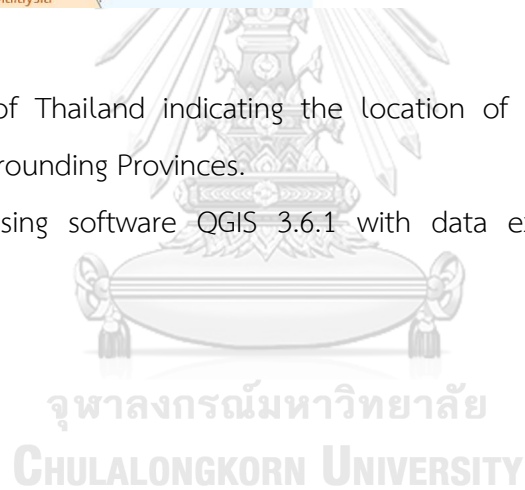 of Thailand indicating the location of
rounding Provinces.
sing software QGIS 3.6.1 with data
จุฬาลงกรณ์มหาวิทยาลัย
CHULALONGKORN UNIVERSITY